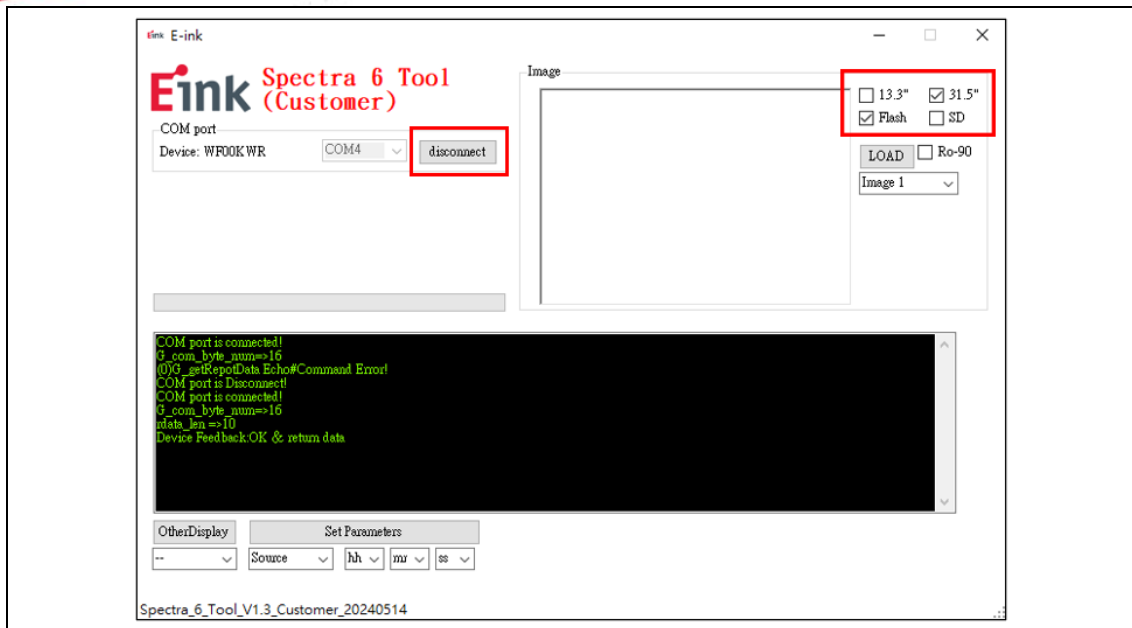 Eink E-ink
Eink Spectra 6 Tool
(Customer)
COM port
Device: WF00KWR COM4 disconnect
Image
13.3" 31.5"
Flash SD
LOAD Ro-90
Image 1
COM port is connected!
G_com_byte_num=>16
(0)G_getRepotData Echo#Command Error!
COM port is Disconnect!
COM port is connected!
G_com_byte_num=>16
rdata_len =>10
Device Feedback:OK & return data
OtherDisplay Set Parameters
-- Source hh mr ss
Spectra_6_Tool_V1.3_Customer_20240514